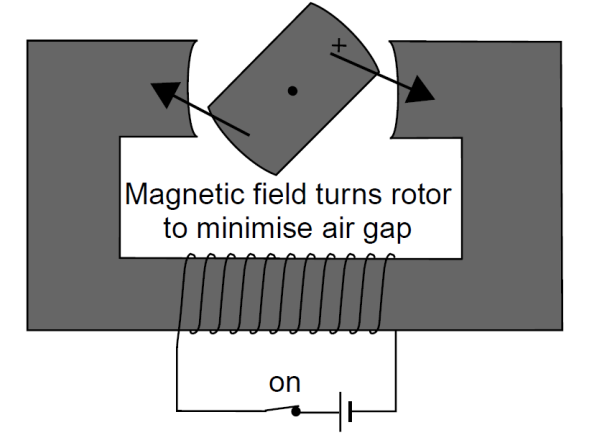 +
Magnetic field turns rotor
to minimise air gap
on